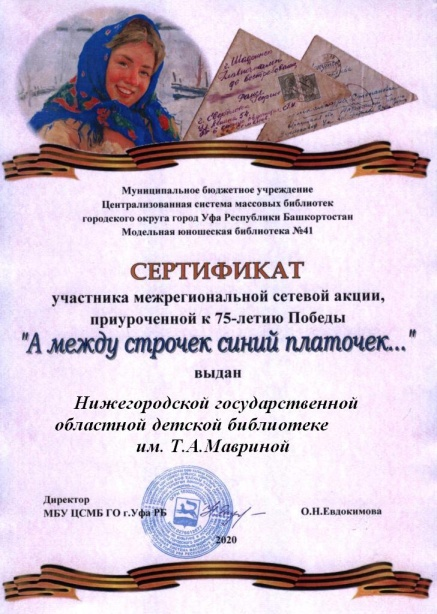 Муниципальное бюджетное учреждение
Централизованная система массовых библиотек
городского округа город Уфа Республики Башкортостан
Модельная юношеская библиотека №41
СЕРТИФИКАТ
участника межрегиональной сетевой акции,
приуроченной к 75-летию Победы
"А между строчек синий платочек..."
выдан
Нижегородской государственной
областной детской библиотеке
им. Т.А.Мавриной
Директор
МБУ ЦСМБ ГО г.Уфа РБ
О.Н.Евдокимова
2020